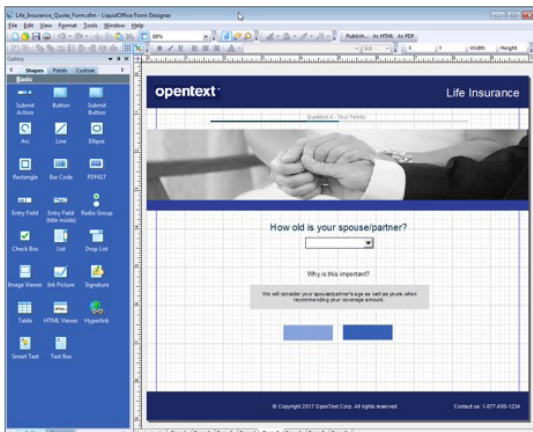 Life_Insurance_Quote_Form.xfm - LiquidOffice Form Designer
File Edit View Format Tools Window Help
88%
Publish... As HTML As PDF
B I U
0.0
X Y Width Height
Gallery
Shapes Fields Custom
Basic
Submit Action
Button
Submit Button
Arc
Line
Ellipse
Rectangle
Bar Code
PDF417
Entry Field
Entry Field (title inside)
Radio Group
Check Box
List
Drop List
Image Viewer
Ink Picture
Signature
Table
HTML Viewer
Hyperlink
Smart Text
Text Box
opentext™
Life Insurance
Question 4 - Your Family
How old is your spouse/partner?
Why is this important?
We will consider your spouse/partner's age as well as yours when
recommending your coverage amount.
© Copyright 2017 OpenText Corp. All rights reserved.
Contact us: 1-877-499-1234